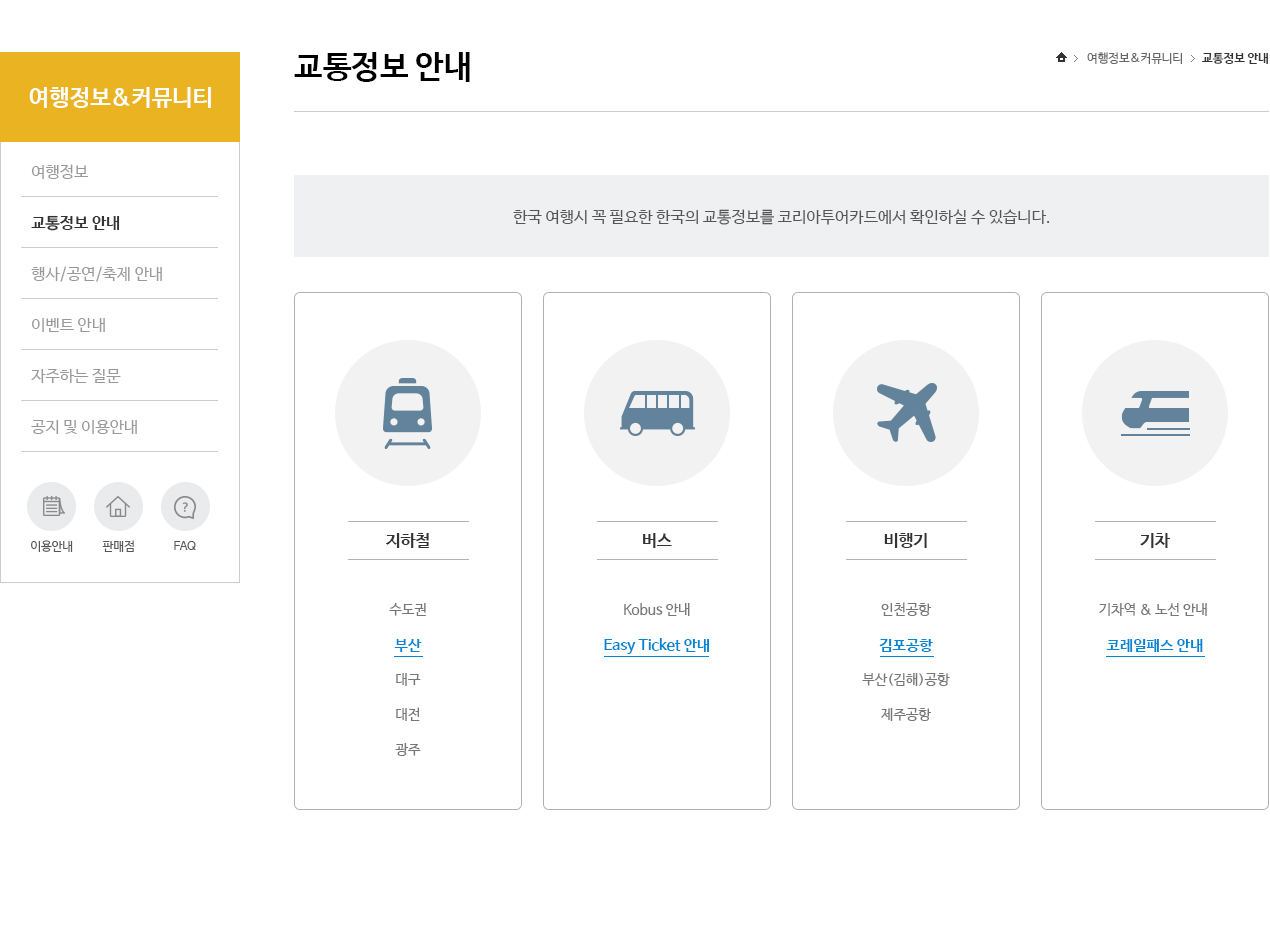 여행정보&커뮤니티
여행정보
교통정보 안내
행사/공연/축제 안내
이벤트 안내
자주하는 질문
공지 및 이용안내
이용안내
판매점
?
FAQ
교통정보 안내
여행정보&커뮤니티 > 교통정보 안내
한국 여행시 꼭 필요한 한국의 교통정보를 코리아투어카드에서 확인하실 수 있습니다.
지하철
수도권
부산
대구
대전
광주
버스
Kobus 안내
Easy Ticket 안내
비행기
인천공항
김포공항
부산(김해)공항
제주공항
기차
기차역 & 노선 안내
코레일패스 안내